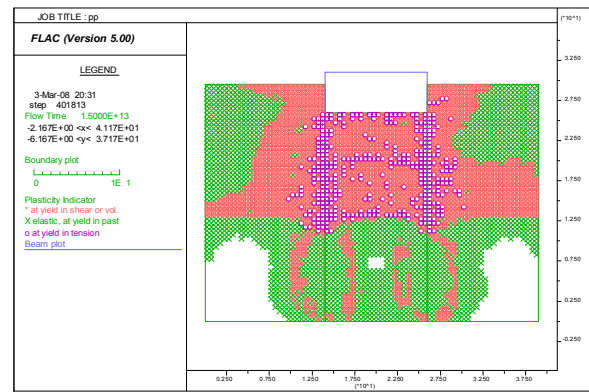 JOB TITLE : pp
(*10^1)
FLAC (Version 5.00)
LEGEND
3-Mar-08 20:31
step 401813
Flow Time 1.5000E+13
-2.167E+00 <x< 4.117E+01
-6.167E+00 <y< 3.717E+01
Boundary plot
0 1E 1
Plasticity Indicator
* at yield in shear or vol.
X elastic, at yield in past
o at yield in tension
Beam plot
3.250
2.750
2.250
1.750
1.250
0.750
0.250
-0.250
0.250 0.750 1.250 1.750 2.250 2.750 3.250 3.750
(*10^1)